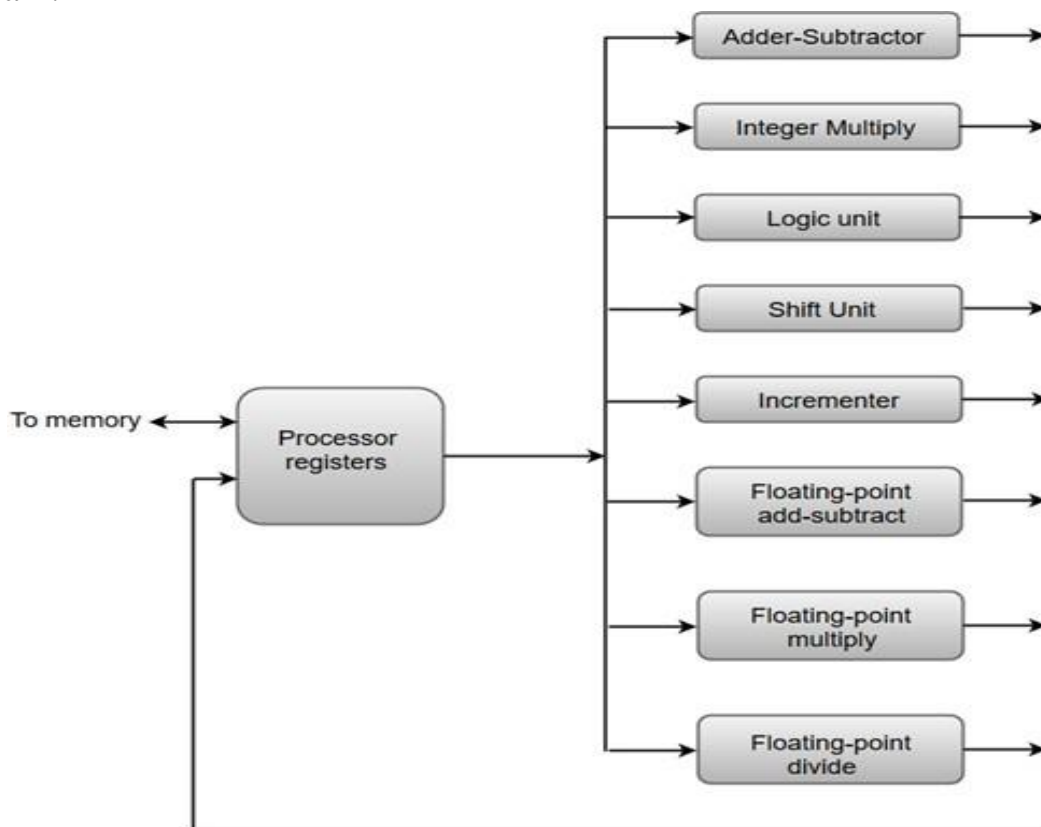 Adder-Subtractor
Integer Multiply
Logic unit
Shift Unit
Incrementer
To memory
Processor
registers
Floating-point
add-subtract
Floating-point
multiply
Floating-point
divide